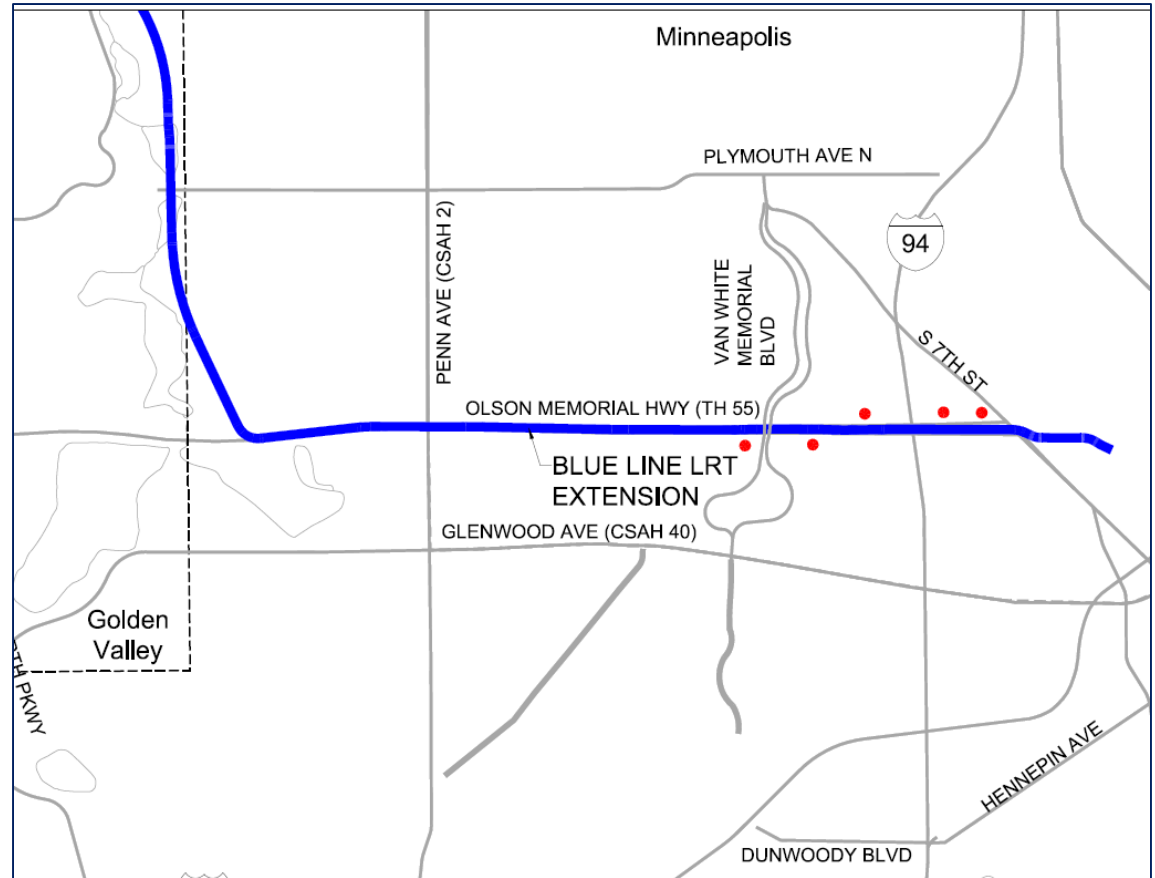 Minneapolis
PLYMOUTH AVE N
PENN AVE (CSAH 2)
94
VAN WHITE
MEMORIAL
BLVD
S 7TH ST
OLSON MEMORIAL HWY (TH 55)
BLUE LINE LRT
EXTENSION
GLENWOOD AVE (CSAH 40)
Golden
Valley
PKWY
HENNEPIN AVE
DUNWOODY BLVD